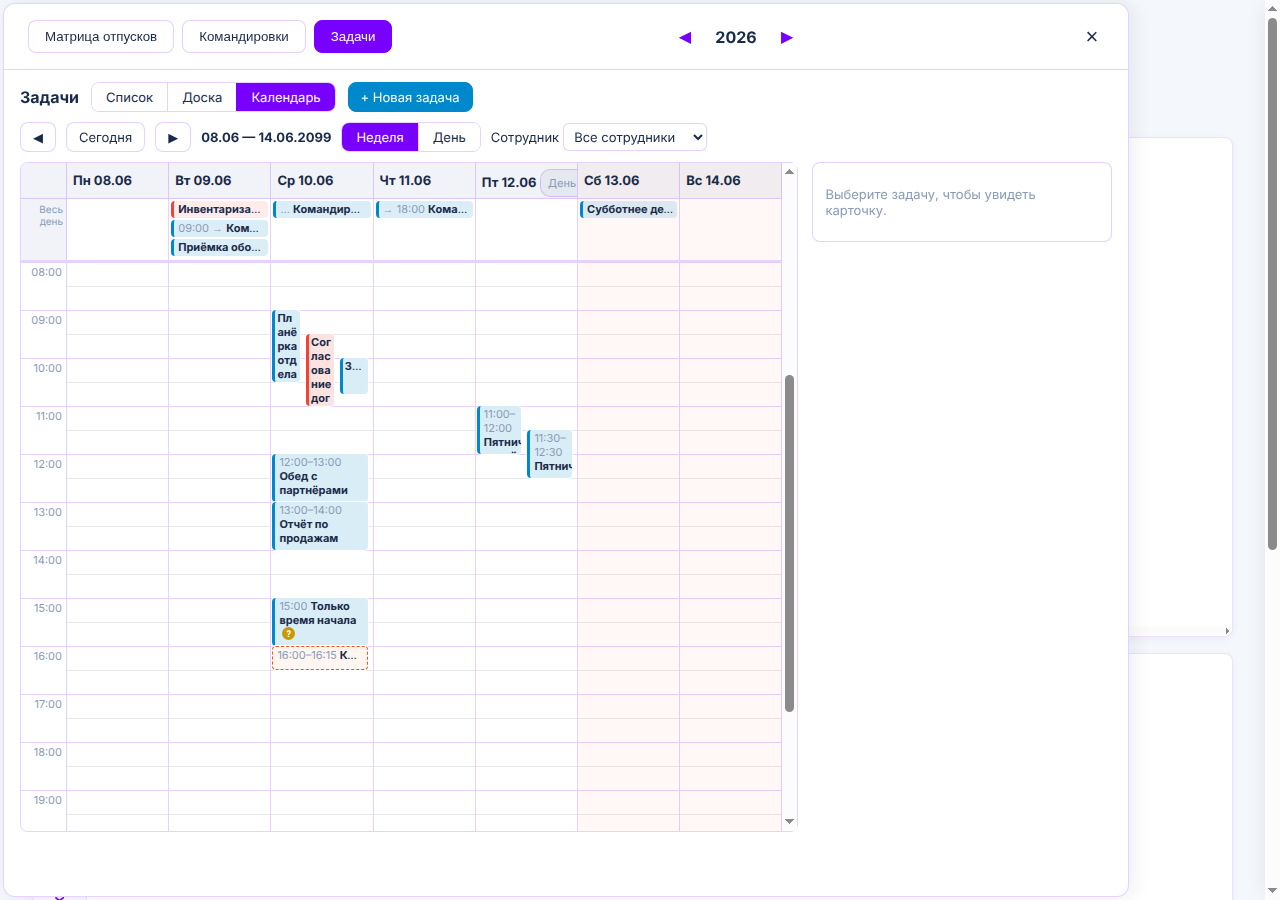 Матрица отпусков
Командировки
Задачи
◀ 2026 ▶
×
Задачи
Список
Доска
Календарь
+ Новая задача
◀
Сегодня
▶
08.06 — 14.06.2099
Неделя
День
Сотрудник
Все сотрудники
Пн 08.06
Вт 09.06
Ср 10.06
Чт 11.06
Пт 12.06
День
Сб 13.06
Вс 14.06
Весь
день
Инвентариза...
09:00 → Ком...
Приёмка обо...
... Командир...
→ 18:00 Кома...
Субботнее де...
08:00
09:00
10:00
11:00
12:00
13:00
14:00
15:00
16:00
17:00
18:00
19:00
Пл
анё
рка
отд
ела
Сог
лас
ова
ние
дог
З...
12:00–13:00
Обед с
партнёрами
13:00–14:00
Отчёт по
продажам
15:00 Только
время начала
?
16:00–16:15 К...
11:00–
12:00
Пятнич
11:30–
12:30
Пятнич
Выберите задачу, чтобы увидеть
карточку.